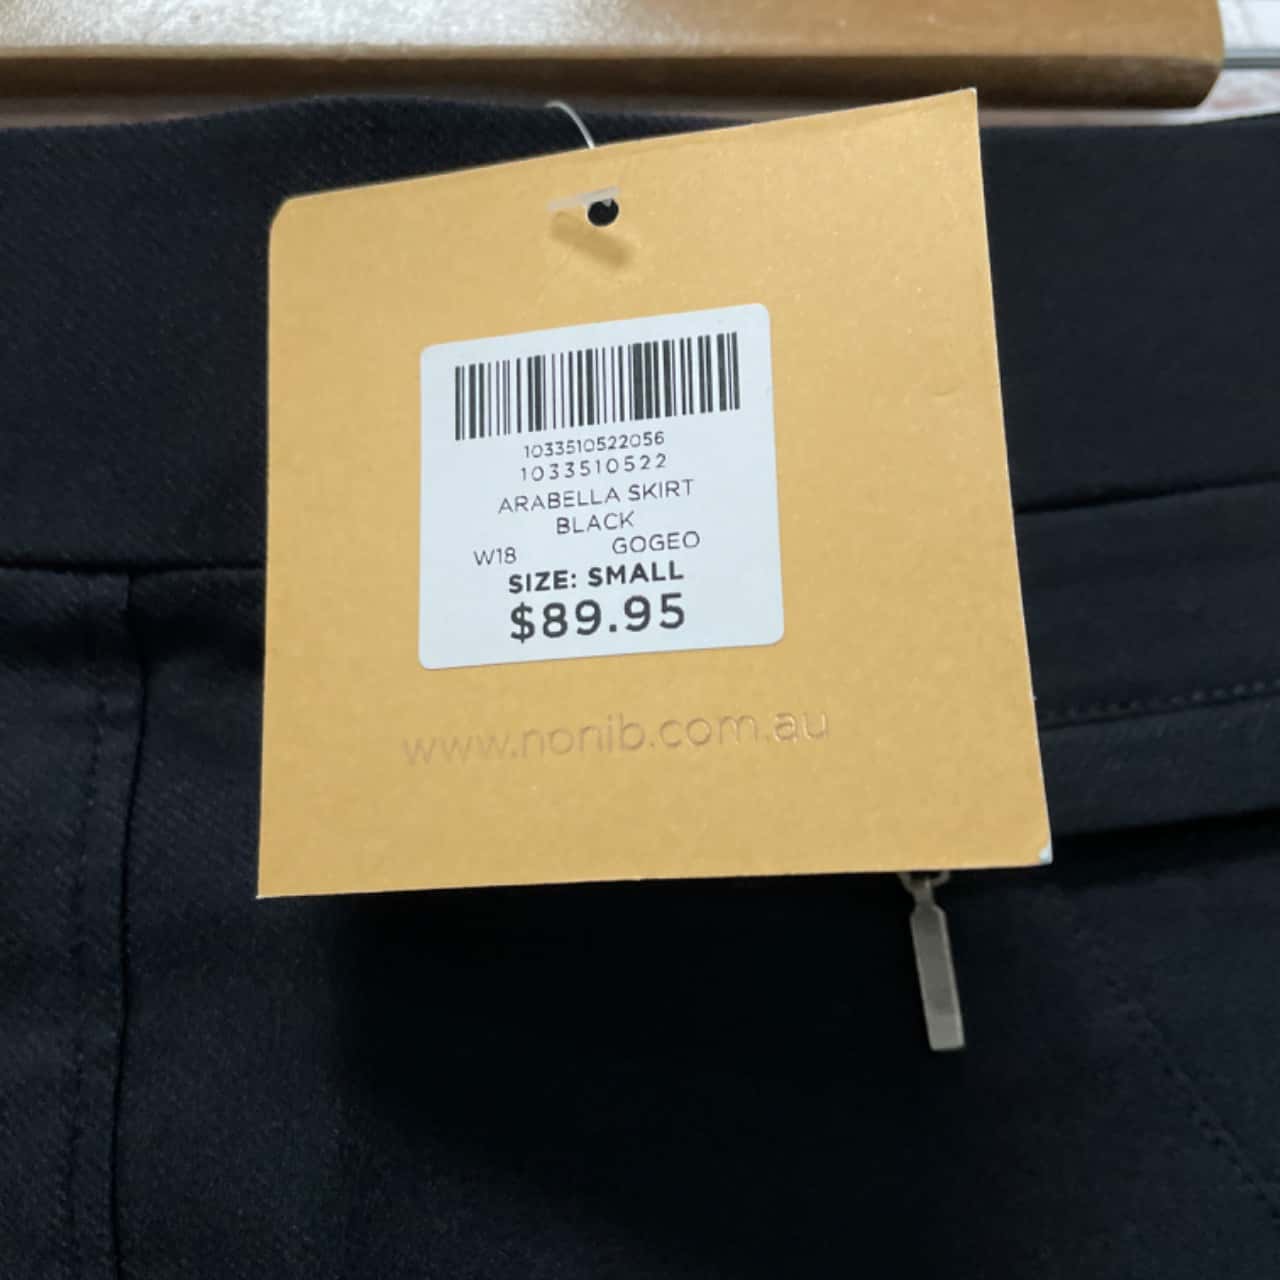 1033510522056
1033510522
ARABELLA SKIRT
BLACK
W18 GOGEO
SIZE: SMALL
$89.95
www.nonib.com.au